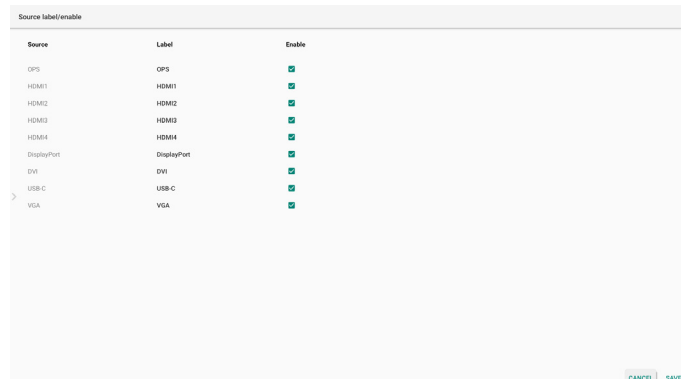 Source label/enable
Source Label Enable
OPS OPS
HDMI1 HDMI1
HDMI2 HDMI2
HDMI3 HDMI3
HDMI4 HDMI4
DisplayPort DisplayPort
DVI DVI
USB-C USB-C
VGA VGA
CANCEL SAVE